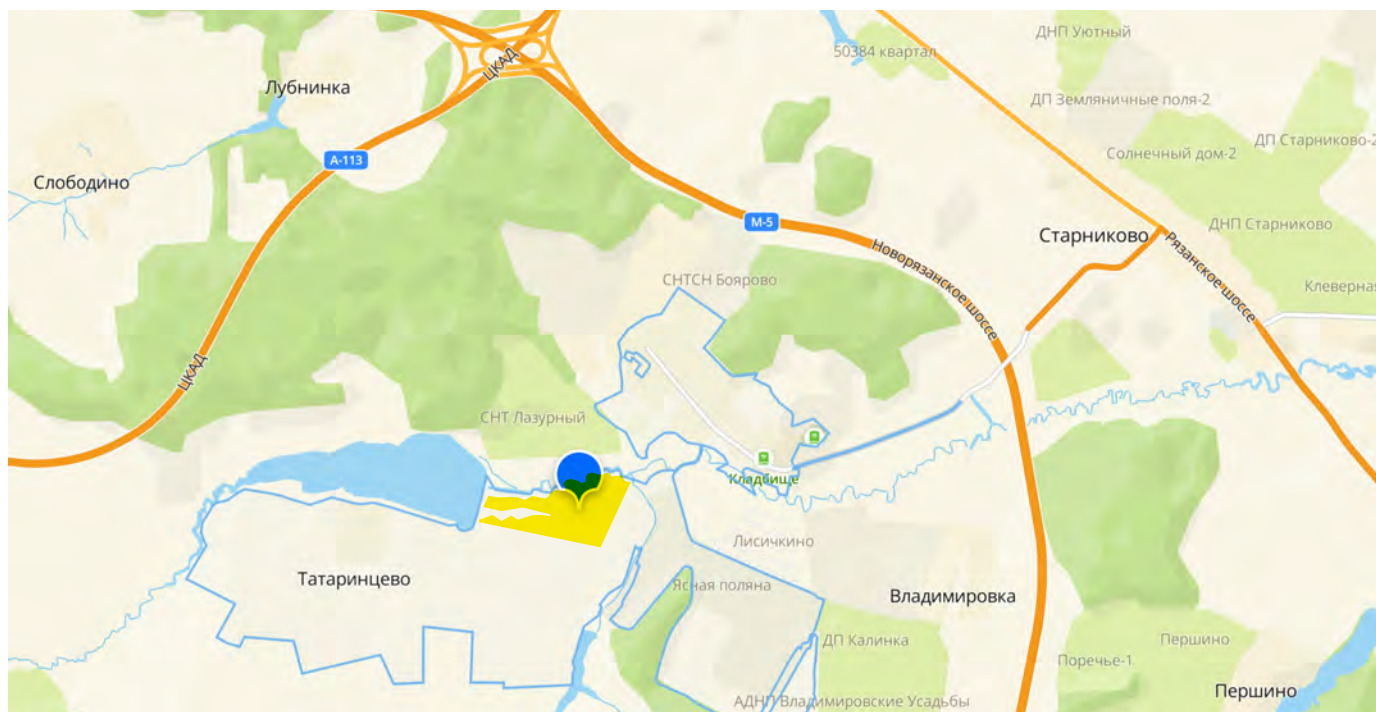 ДНП Уютный
50384 квартал
ЦКАД
Лубнинка
ДП Земляничные поля-2
ДП Старниково-2
Солнечный дом-2
А-113
Слободино
М-5
ДНП Старниково
Старниково
Новорязанское шоссе
Рязанское шоссе
СНТСН Боярово
Клеверная
ЦКАД
СНТ Лазурный
Кладбище
Лисичкино
Татаринцево
Ясная поляна
Владимировка
ДП Калинка
Першино
Поречье-1
Першино
АДНП Владимировские Усадьбы